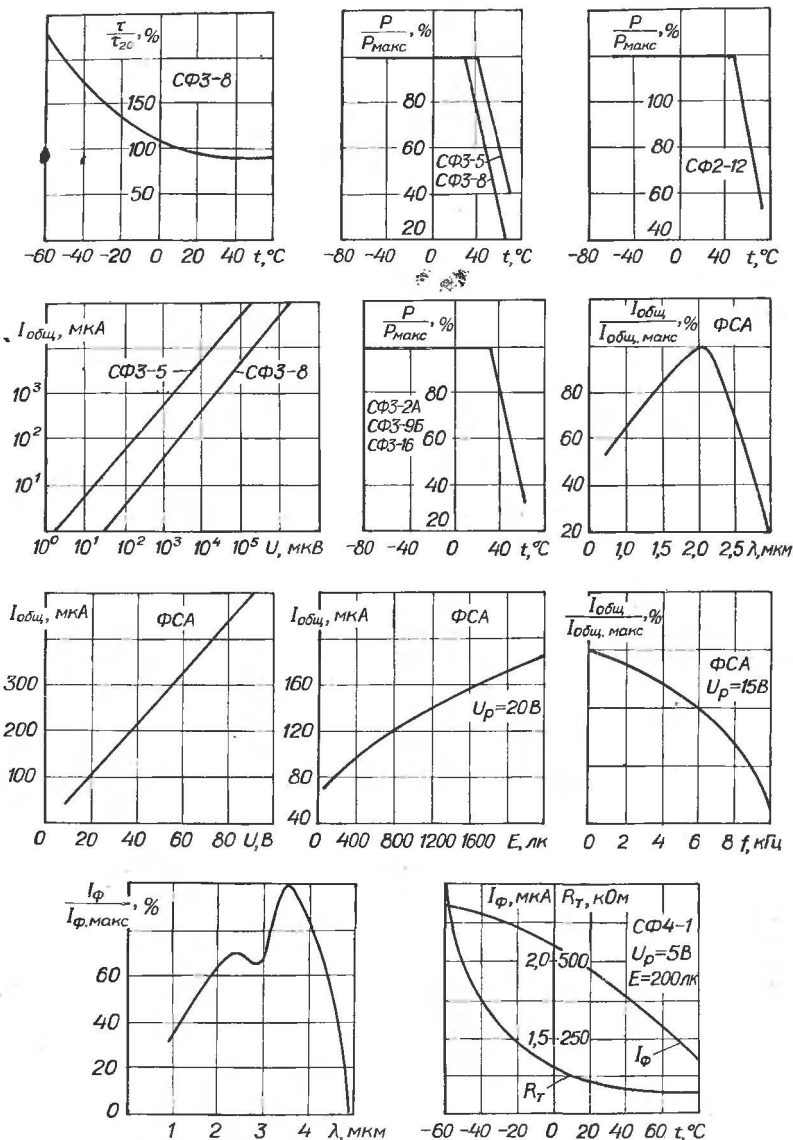 τ/τ20, %
СФ3-8
150
100
50
-60 -40 -20 0 20 40 t,°C
P/Pмакс, %
80
60
40
20
СФ3-5
СФ3-8
-80 -40 0 40 t,°C
P/Pмакс, %
100
80
60
40
СФ2-12
-80 -40 0 40 t,°C
Iобщ, мкА
СФ3-5
СФ3-8
10³
10²
10¹
10⁰ 10¹ 10² 10³ 10⁴ 10⁵ U, мкВ
P/Pмакс, %
80
60
40
20
СФ3-2А
СФ3-9Б
СФ3-16
-80 -40 0 40 t,°C
Iобщ/Iобщ.макс, %
ФСА
80
60
40
20
0 1,0 1,5 2,0 2,5 λ,мкм
Iобщ, мкА
ФСА
300
200
100
0 20 40 60 80 U,В
Iобщ, мкА
ФСА
Uр=20В
160
120
80
40
0 400 800 1200 1600 E, лк
Iобщ/Iобщ.макс, %
ФСА
Uр=15В
0 2 4 6 8 f,кГц
Iф/Iф.макс, %
60
40
20
0
1 2 3 4 λ, мкм
Iф, мкА Rт, кОм
СФ4-1
Uр=5В
E=200лк
2,0 500
1,5 250
Iф
Rт
-60 -40 -20 0 20 40 60 t,°C